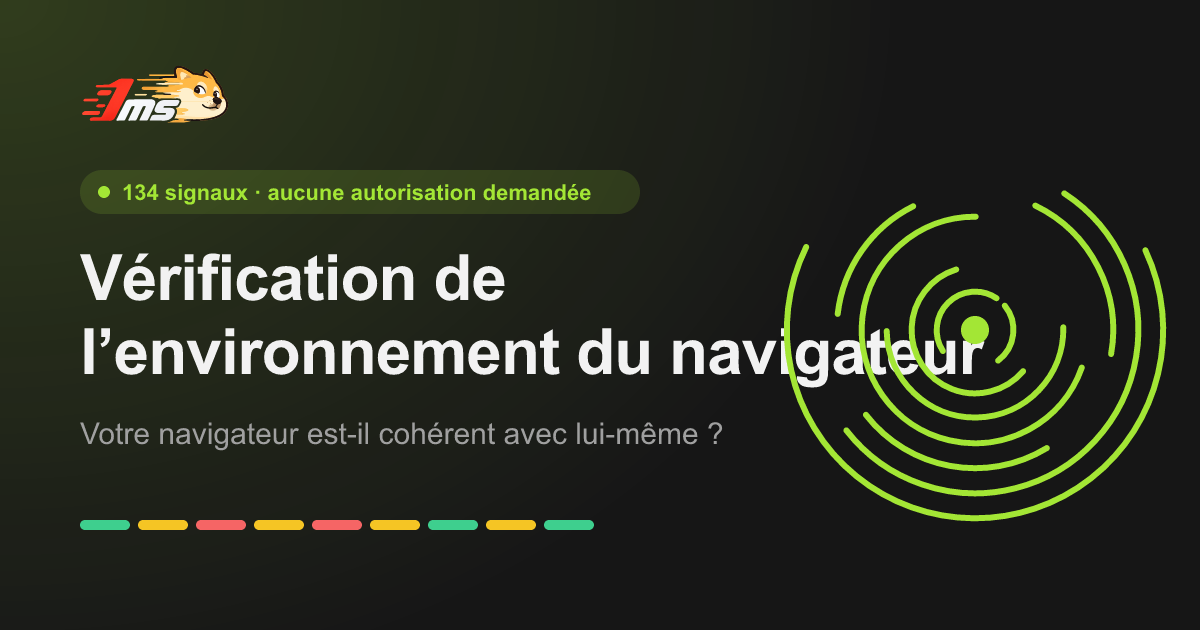 1ms
134 signaux · aucune autorisation demandée
Vérification de
l’environnement du navigateur
Votre navigateur est-il cohérent avec lui-même ?